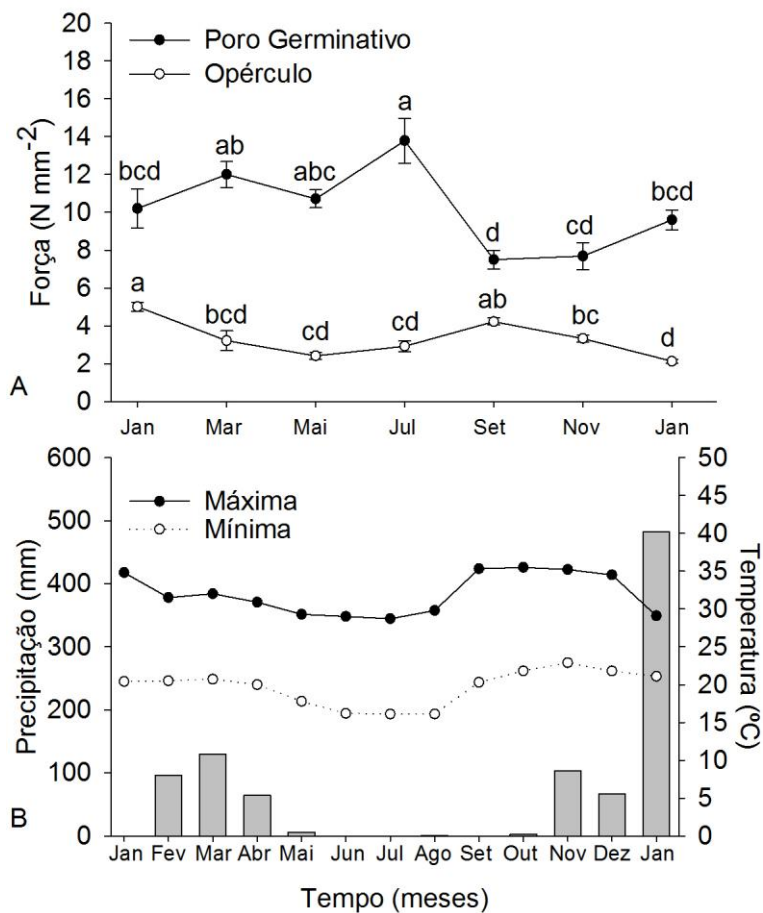 20
18
16
14
12
10
8
6
4
2
0
Força (N mm-2)
Poro Germinativo
Opérculo
bcd
ab
abc
a
d
cd
bcd
a
bcd
cd
cd
ab
bc
d
A
Jan Mar Mai Jul Set Nov Jan
600
500
400
300
200
100
0
Precipitação (mm)
Máxima
Mínima
50
45
40
35
30
25
20
15
10
5
0
Temperatura (ºC)
B
Jan Fev Mar Abr Mai Jun Jul Ago Set Out Nov Dez Jan
Tempo (meses)